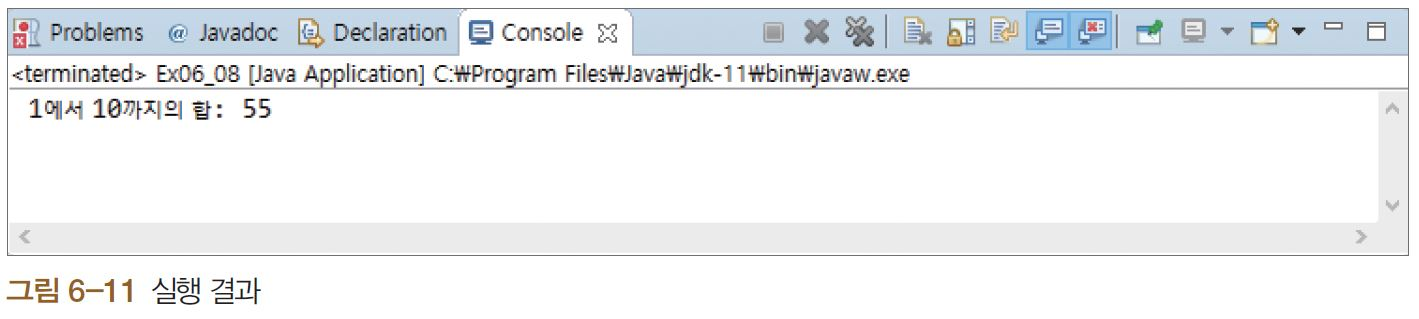 Problems @ Javadoc Declaration Console
<terminated> Ex06_08 [Java Application] C:₩Program Files₩Java₩jdk-11₩bin₩javaw.exe
1에서 10까지의 합: 55
그림 6-11 실행 결과